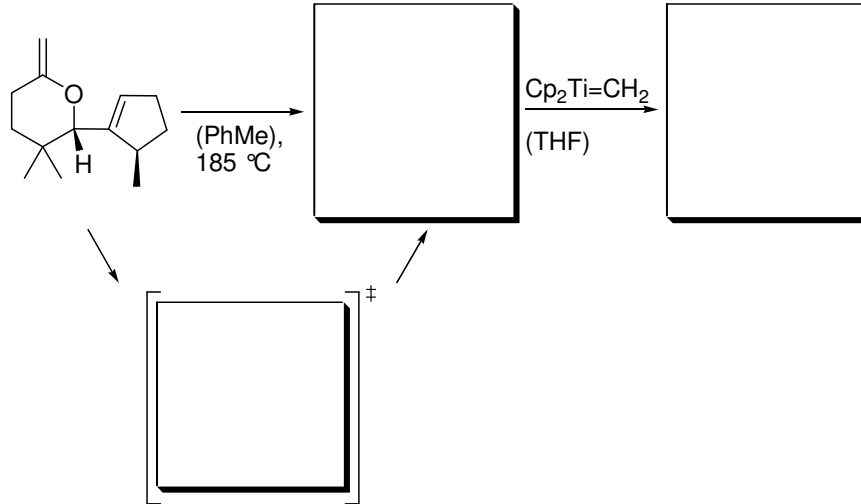 O
H
(PhMe),
185 °C
Cp₂Ti=CH₂
(THF)
‡